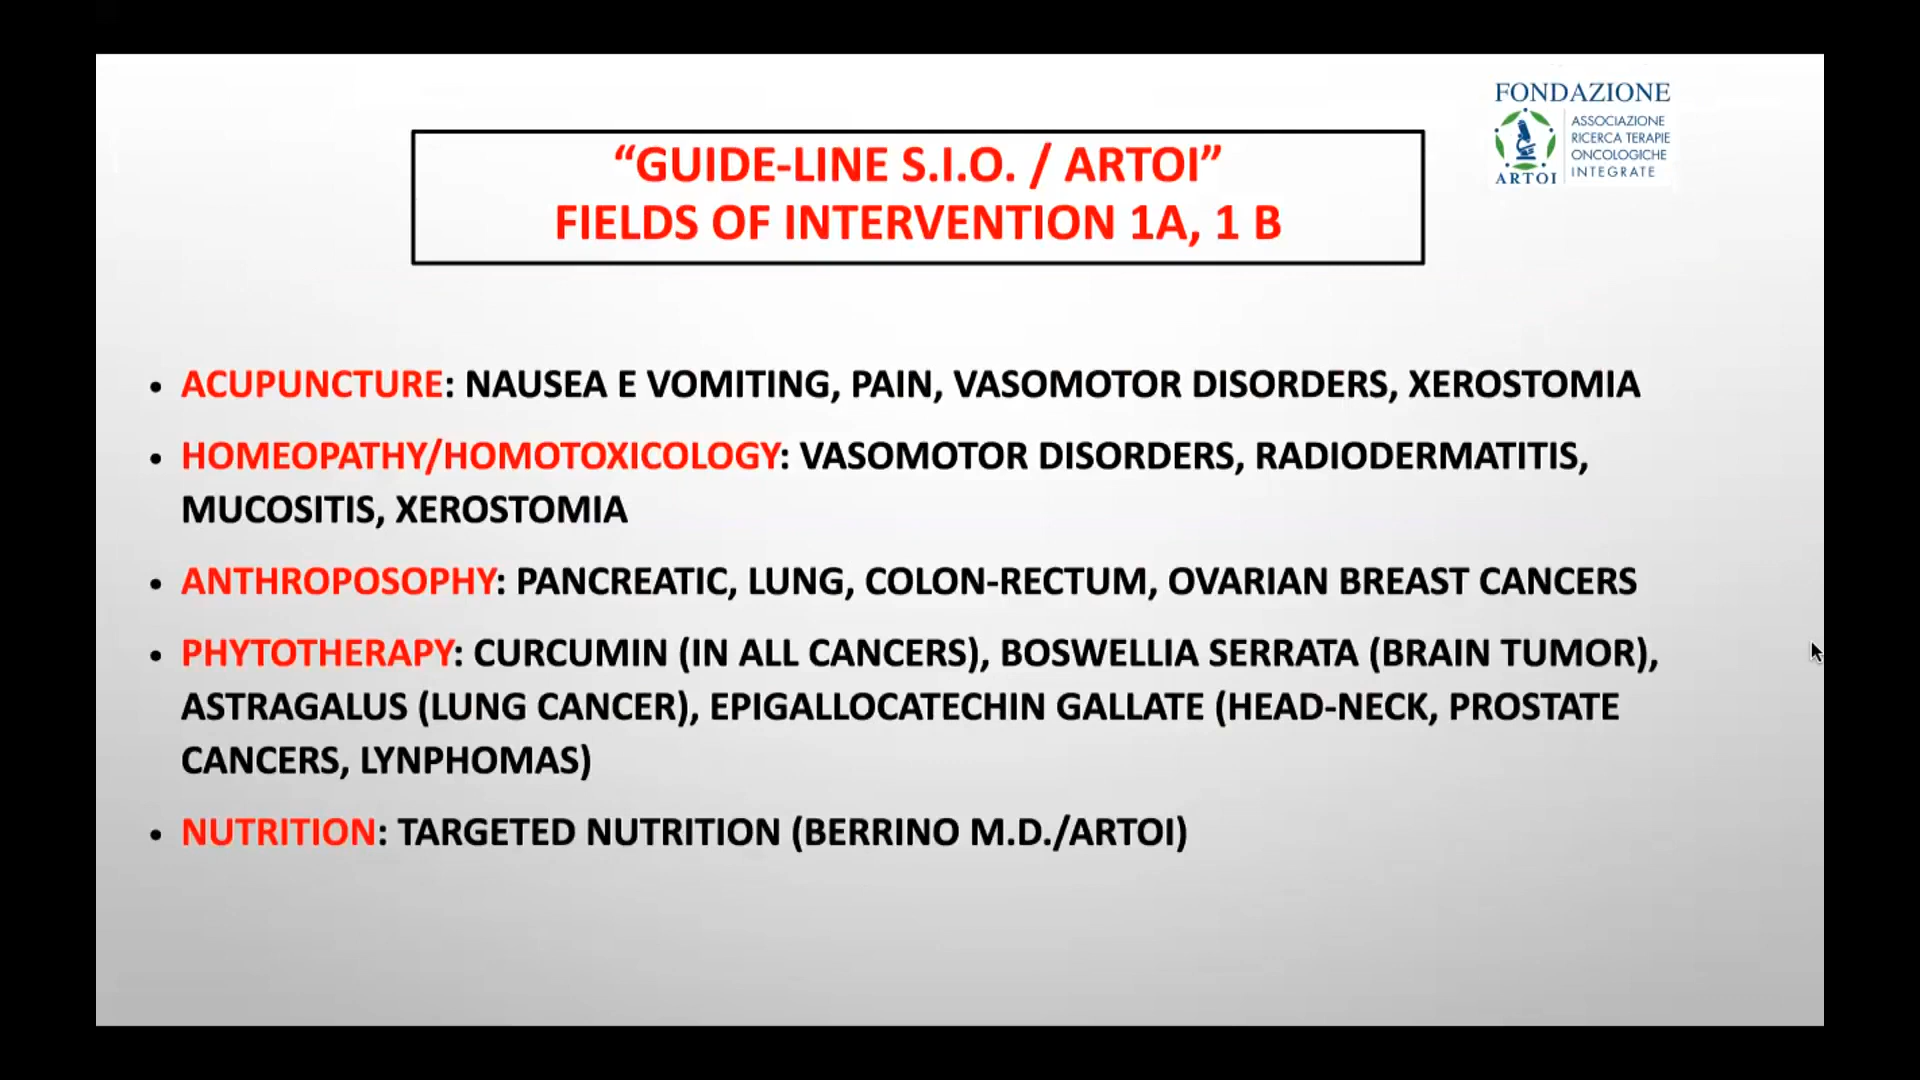 FONDAZIONE
ASSOCIAZIONE
RICERCA TERAPIE
ONCOLOGICHE
INTEGRATE
ARTOI
“GUIDE-LINE S.I.O. / ARTOI”
FIELDS OF INTERVENTION 1A, 1 B
• ACUPUNCTURE: NAUSEA E VOMITING, PAIN, VASOMOTOR DISORDERS, XEROSTOMIA
• HOMEOPATHY/HOMOTOXICOLOGY: VASOMOTOR DISORDERS, RADIODERMATITIS,
MUCOSITIS, XEROSTOMIA
• ANTHROPOSOPHY: PANCREATIC, LUNG, COLON-RECTUM, OVARIAN BREAST CANCERS
• PHYTOTHERAPY: CURCUMIN (IN ALL CANCERS), BOSWELLIA SERRATA (BRAIN TUMOR),
ASTRAGALUS (LUNG CANCER), EPIGALLOCATECHIN GALLATE (HEAD-NECK, PROSTATE
CANCERS, LYNPHOMAS)
• NUTRITION: TARGETED NUTRITION (BERRINO M.D./ARTOI)